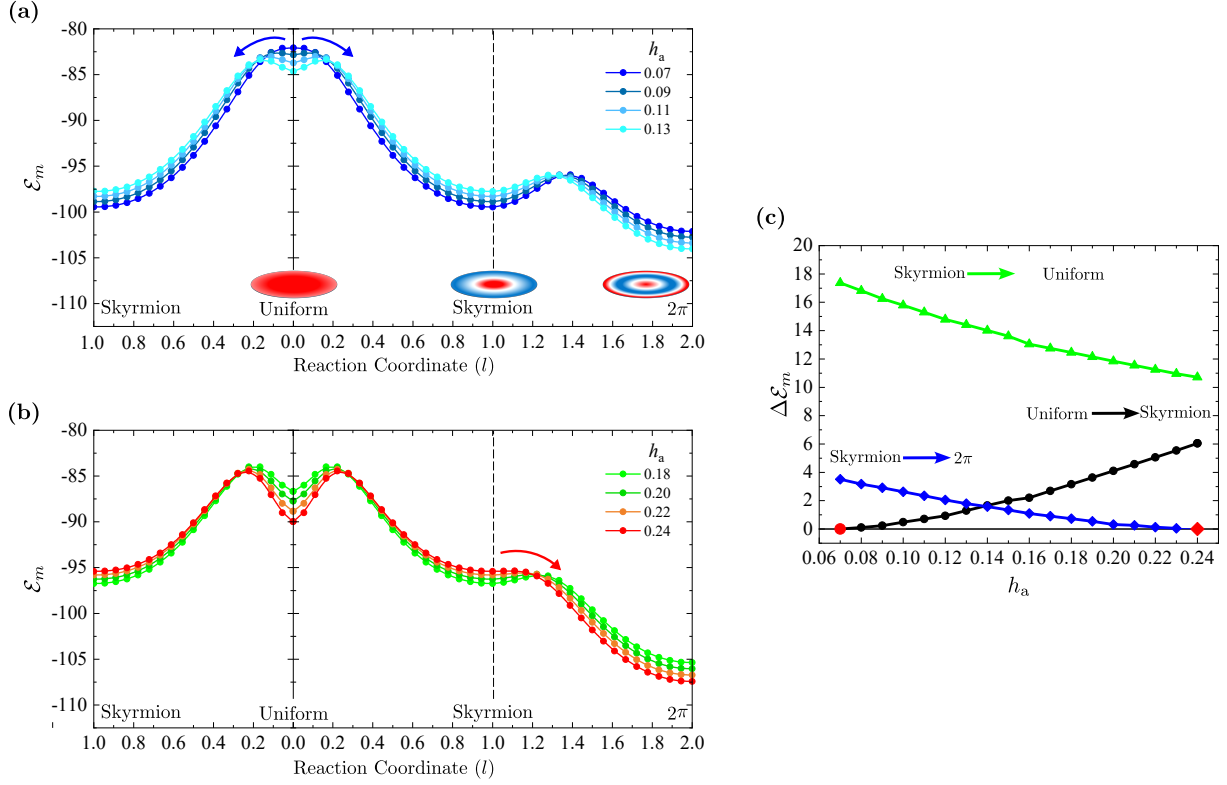 (a)
-80
-85
-90
-95
-100
-105
-110
ℰm
ha
0.07
0.09
0.11
0.13
Skyrmion Uniform Skyrmion 2π
1.0 0.8 0.6 0.4 0.2 0.0 0.2 0.4 0.6 0.8 1.0 1.2 1.4 1.6 1.8 2.0
Reaction Coordinate (l)
(b)
-80
-85
-90
-95
-100
-105
-110
ℰm
ha
0.18
0.20
0.22
0.24
Skyrmion Uniform Skyrmion 2π
1.0 0.8 0.6 0.4 0.2 0.0 0.2 0.4 0.6 0.8 1.0 1.2 1.4 1.6 1.8 2.0
Reaction Coordinate (l)
(c)
20
18
16
14
12
10
8
6
4
2
0
Δℰm
Skyrmion Uniform
Uniform Skyrmion
Skyrmion 2π
0.06 0.08 0.10 0.12 0.14 0.16 0.18 0.20 0.22 0.24
ha